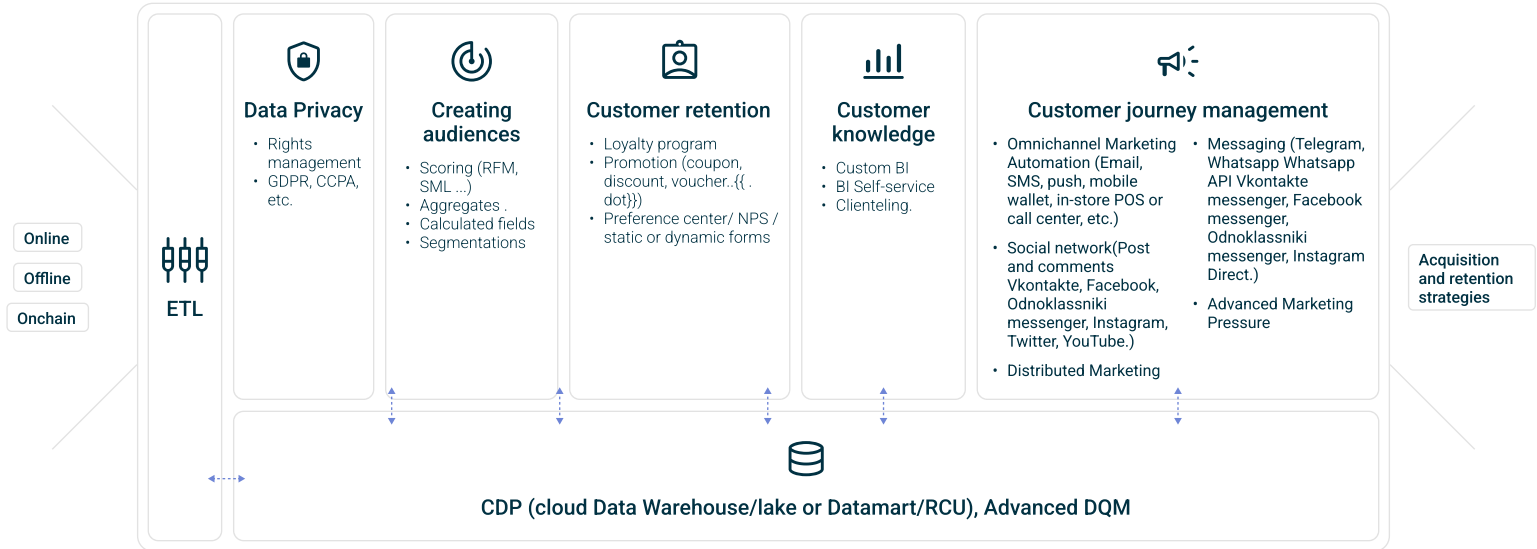 Online
Offline
Onchain
ETL
Data Privacy
• Rights
management
• GDPR, CCPA,
etc.
Creating
audiences
• Scoring (RFM,
SML ...)
• Aggregates .
• Calculated fields
• Segmentations
Customer retention
• Loyalty program
• Promotion (coupon,
discount, voucher..{{ .
dot}})
• Preference center/ NPS /
static or dynamic forms
Customer
knowledge
• Custom BI
• BI Self-service
• Clienteling.
Customer journey management
• Omnichannel Marketing
Automation (Email,
SMS, push, mobile
wallet, in-store POS or
call center, etc.)
• Social network(Post
and comments
Vkontakte, Facebook,
Odnoklassniki
messenger, Instagram,
Twitter, YouTube.)
• Distributed Marketing
• Messaging (Telegram,
Whatsapp Whatsapp
API Vkontakte
messenger, Facebook
messenger,
Odnoklassniki
messenger, Instagram
Direct.)
• Advanced Marketing
Pressure
CDP (cloud Data Warehouse/lake or Datamart/RCU), Advanced DQM
Acquisition
and retention
strategies